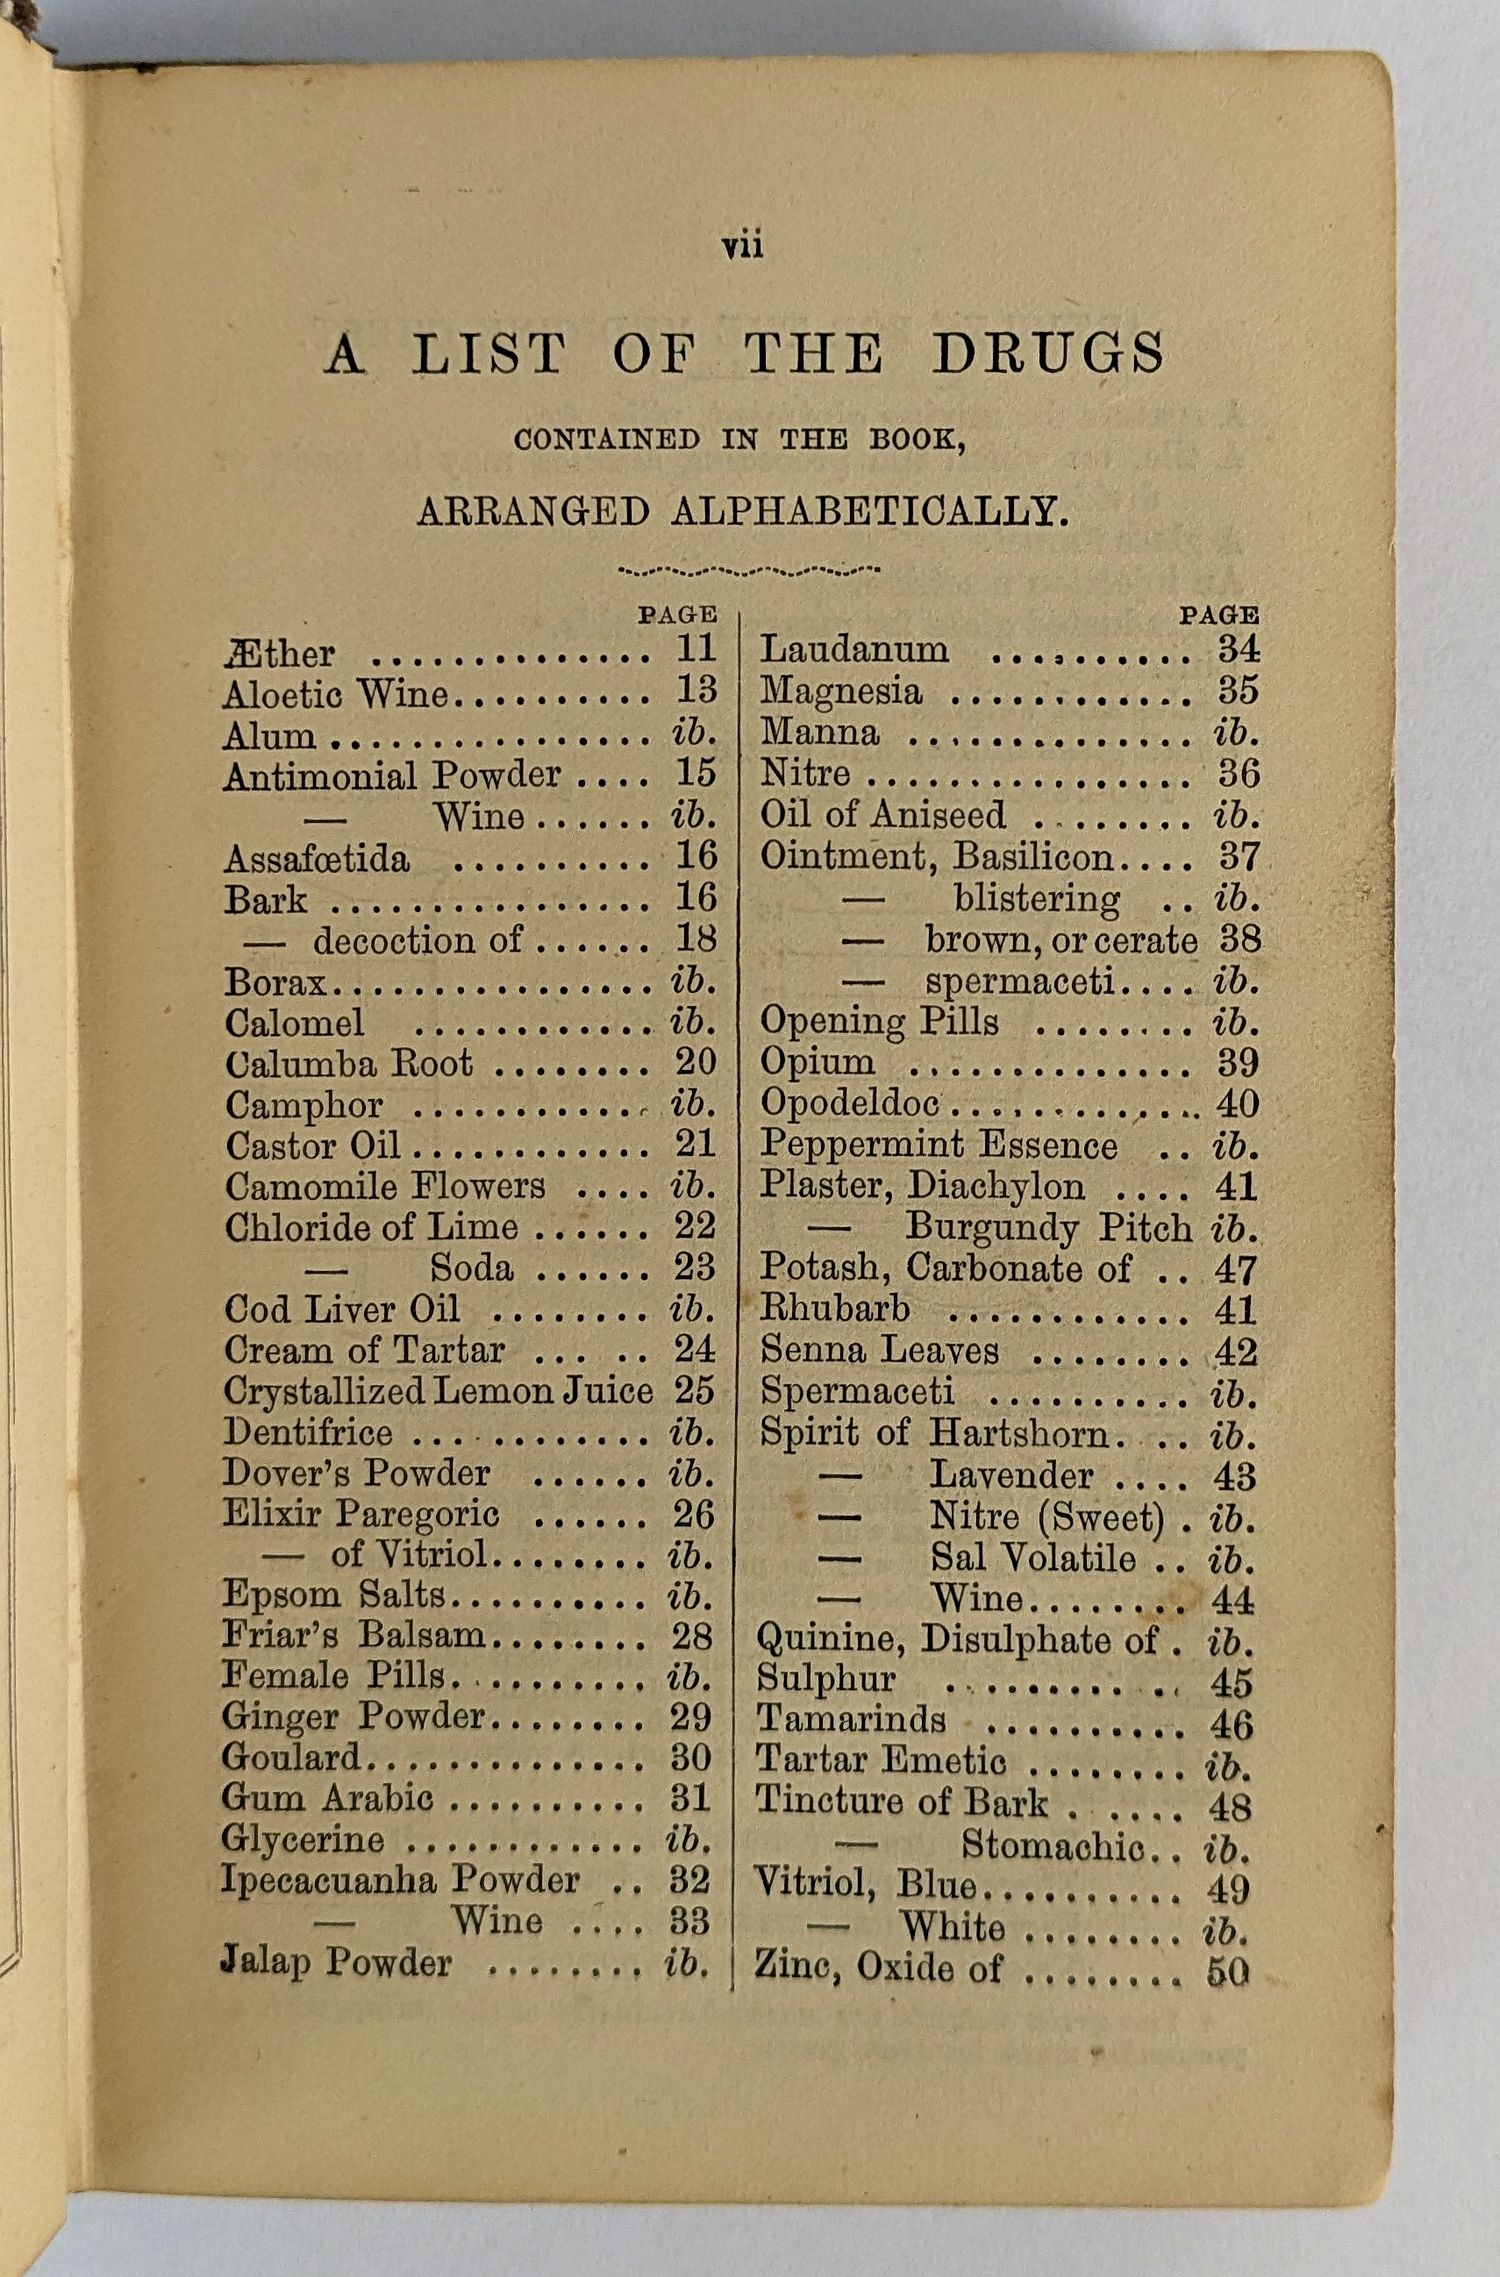 vii
A LIST OF THE DRUGS
CONTAINED IN THE BOOK,
ARRANGED ALPHABETICALLY.
PAGE
Æther .............. 11
Aloetic Wine.......... 13
Alum ................ ib.
Antimonial Powder .... 15
— Wine ...... ib.
Assafœtida .......... 16
Bark ................ 16
— decoction of ...... 18
Borax................ ib.
Calomel ............ ib.
Calumba Root ........ 20
Camphor ............ ib.
Castor Oil ............ 21
Camomile Flowers .... ib.
Chloride of Lime ...... 22
— Soda ...... 23
Cod Liver Oil ........ ib.
Cream of Tartar ... .. 24
Crystallized Lemon Juice 25
Dentifrice ............ ib.
Dover's Powder ...... ib.
Elixir Paregoric ...... 26
— of Vitriol........ ib.
Epsom Salts.......... ib.
Friar's Balsam........ 28
Female Pills.......... ib.
Ginger Powder........ 29
Goulard.............. 30
Gum Arabic .......... 31
Glycerine ............ ib.
Ipecacuanha Powder .. 32
— Wine .... 33
Jalap Powder ........ ib.
PAGE
Laudanum .......... 34
Magnesia ............ 35
Manna .............. ib.
Nitre ................ 36
Oil of Aniseed ........ ib.
Ointment, Basilicon.... 37
— blistering .. ib.
— brown, or cerate 38
— spermaceti.... ib.
Opening Pills ........ ib.
Opium .............. 39
Opodeldoc ............. 40
Peppermint Essence .. ib.
Plaster, Diachylon .... 41
— Burgundy Pitch ib.
Potash, Carbonate of .. 47
Rhubarb ............ 41
Senna Leaves ........ 42
Spermaceti .......... ib.
Spirit of Hartshorn. .. ib.
— Lavender .... 43
— Nitre (Sweet) . ib.
— Sal Volatile .. ib.
— Wine........ 44
Quinine, Disulphate of . ib.
Sulphur ......... .. 45
Tamarinds .......... 46
Tartar Emetic ........ ib.
Tincture of Bark . .... 48
— Stomachic.. ib.
Vitriol, Blue.......... 49
— White ........ ib.
Zinc, Oxide of ........ 50